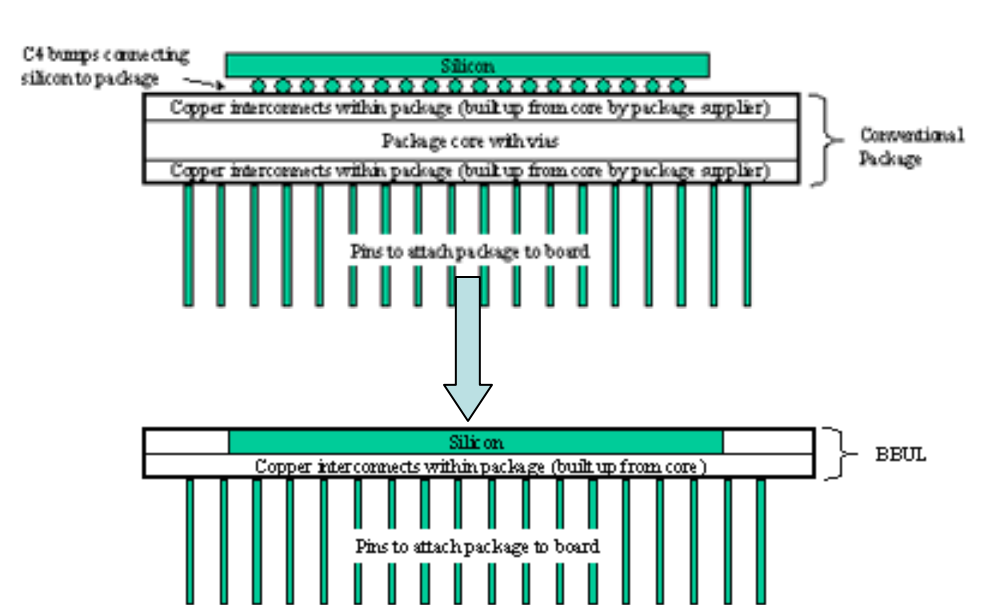 C4 bumps connecting
silicon to package
Silicon
Copper interconnects within package (built up from core by package supplier)
Package core with vias
Copper interconnects within package (built up from core by package supplier)
Conventional
Package
Pins to attach package to board
Silicon
Copper interconnects within package (built up from core)
BBUL
Pins to attach package to board